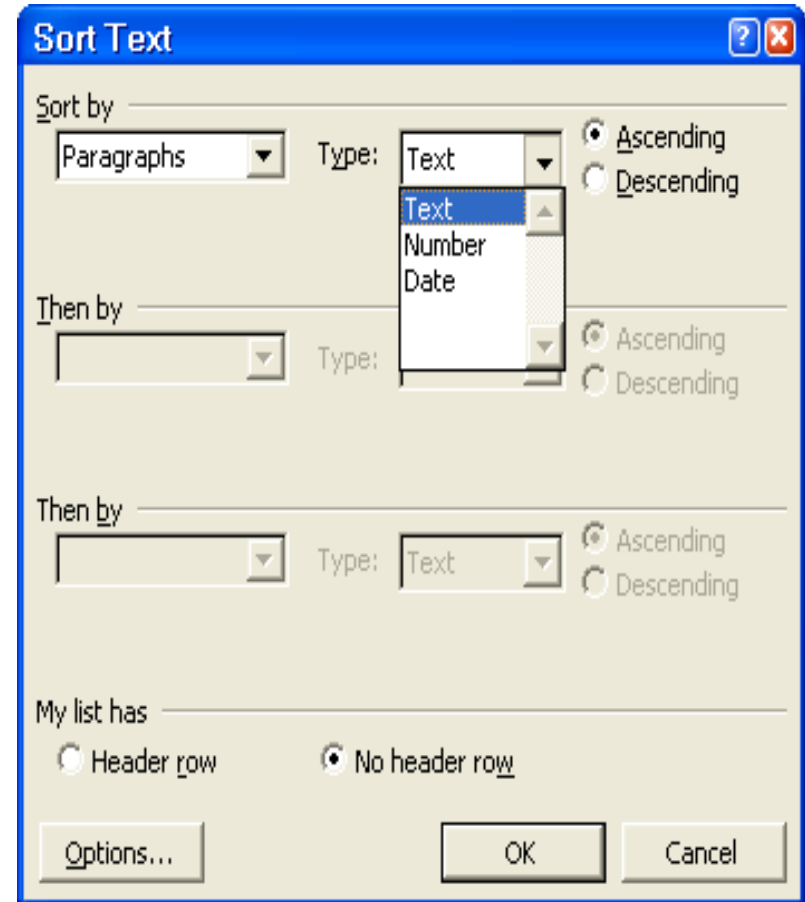 Sort Text
Sort by
Paragraphs Type: Text Ascending
Descending
Text
Number
Date
Then by
Type: Ascending
Descending
Then by
Type: Text Ascending
Descending
My list has
Header row No header row
Options... OK Cancel